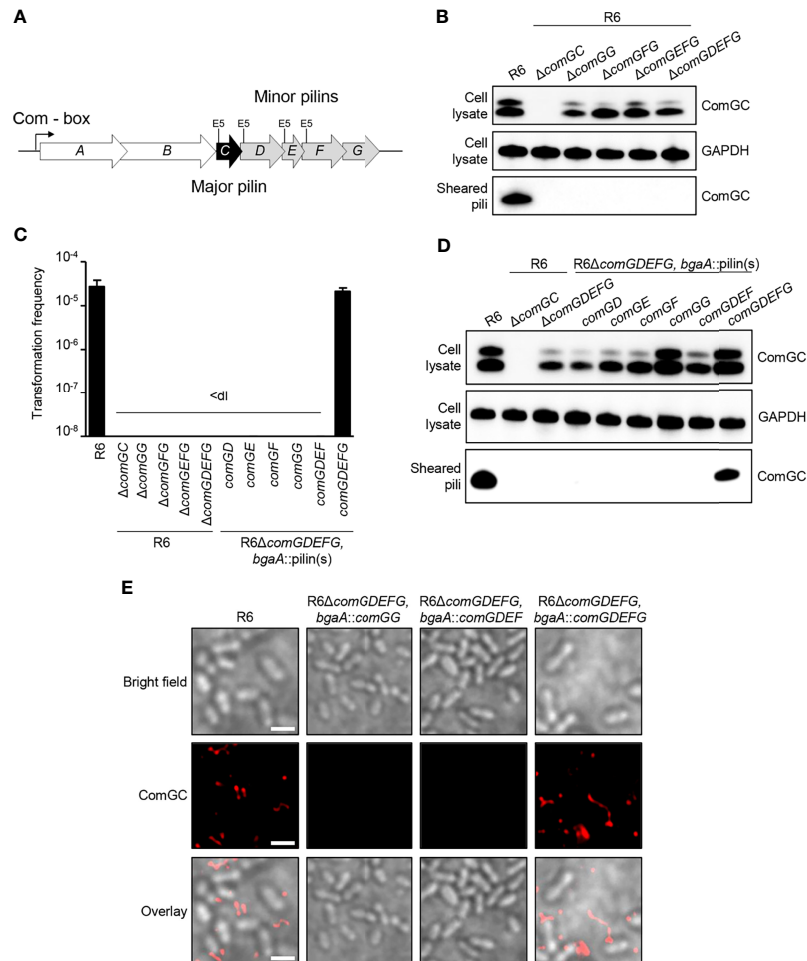 A
Com - box
E5 E5 E5 E5
Minor pilins
A B C D E F G
Major pilin
B
R6
R6 ΔcomGC ΔcomGG ΔcomGFG ΔcomGEFG ΔcomGDEFG
Cell
lysate
ComGC
Cell
lysate
GAPDH
Sheared
pili
ComGC
C
Transformation frequency
10-4
10-5
10-6
10-7
10-8
<dl
R6 ΔcomGC ΔcomGG ΔcomGFG ΔcomGEFG ΔcomGDEFG comGD comGE comGF comGG comGDEF comGDEFG
R6
R6ΔcomGDEFG,
bgaA::pilin(s)
D
R6 R6ΔcomGDEFG, bgaA::pilin(s)
R6 ΔcomGC ΔcomGDEFG comGD comGE comGF comGG comGDEF comGDEFG
Cell
lysate
ComGC
Cell
lysate
GAPDH
Sheared
pili
ComGC
E
R6
R6ΔcomGDEFG,
bgaA::comGG
R6ΔcomGDEFG,
bgaA::comGDEF
R6ΔcomGDEFG,
bgaA::comGDEFG
Bright field
ComGC
Overlay